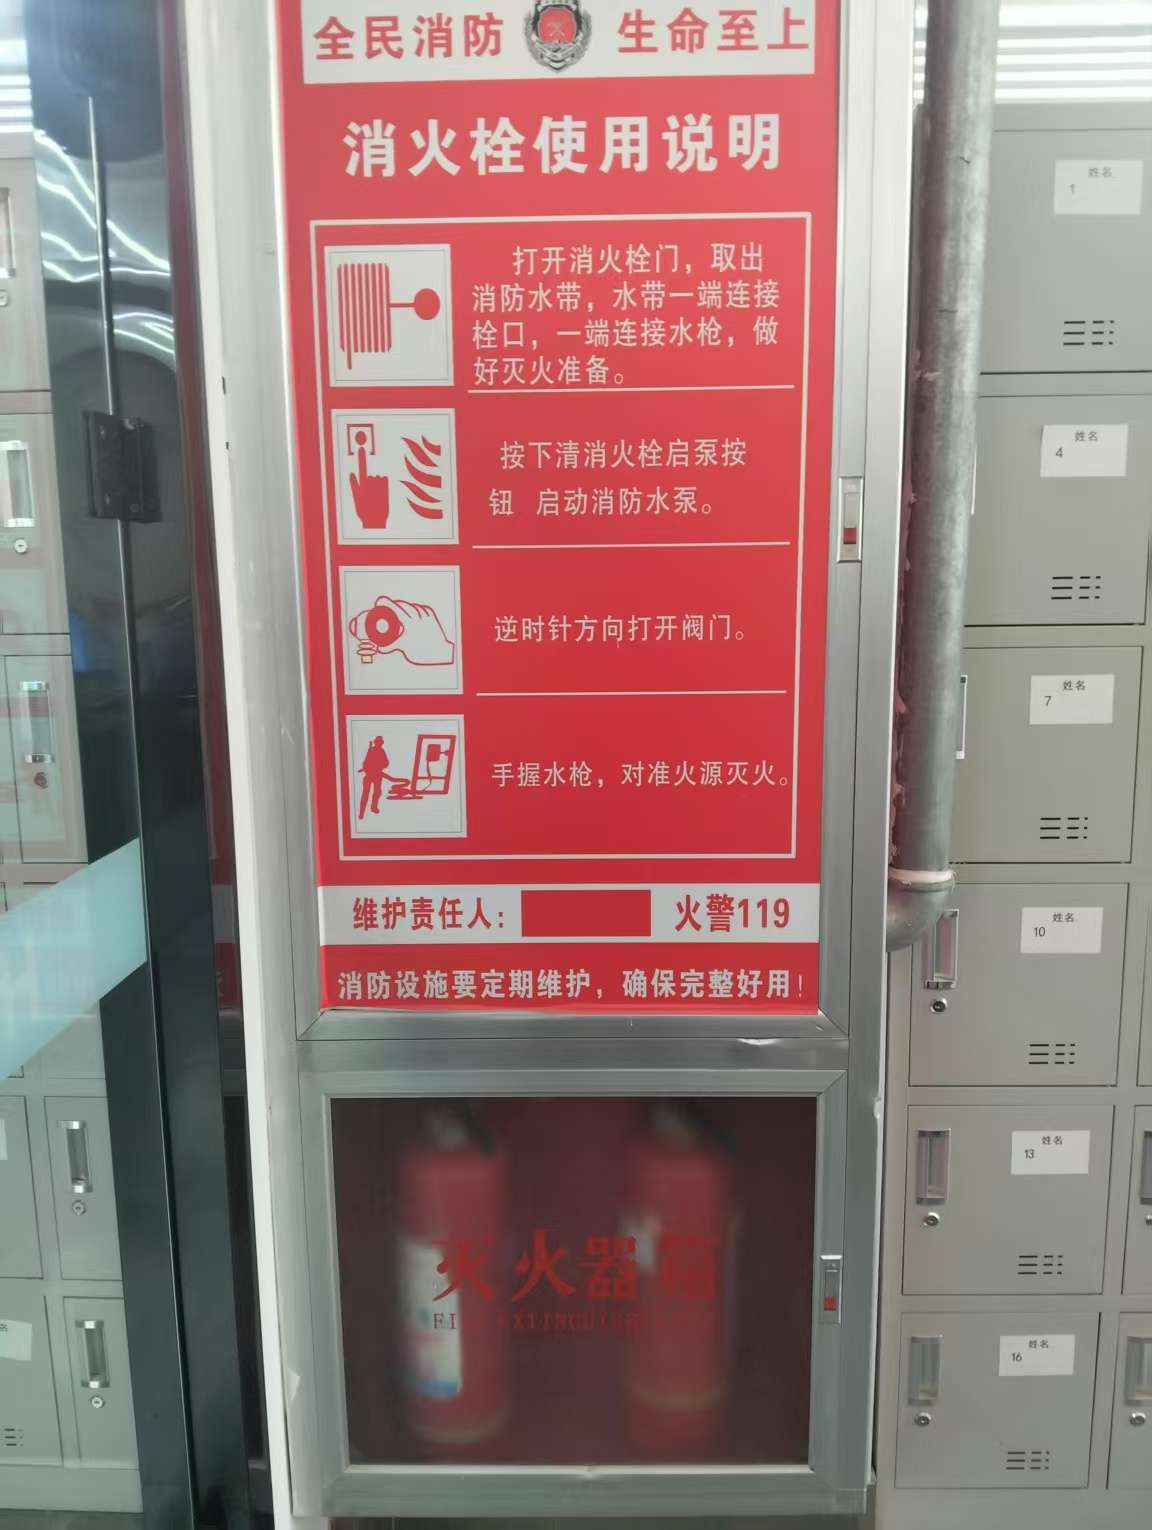 全民消防 生命至上
消火栓使用说明
打开消火栓门，取出
消防水带，水带一端连接
栓口，一端连接水枪，做
好灭火准备。
按下清消火栓启泵按
钮 启动消防水泵。
逆时针方向打开阀门。
手握水枪，对准火源灭火。
维护责任人： 火警119
消防设施要定期维护，确保完整好用！
灭火器箱
姓名
1
姓名
4
姓名
7
姓名
10
姓名
13
姓名
16